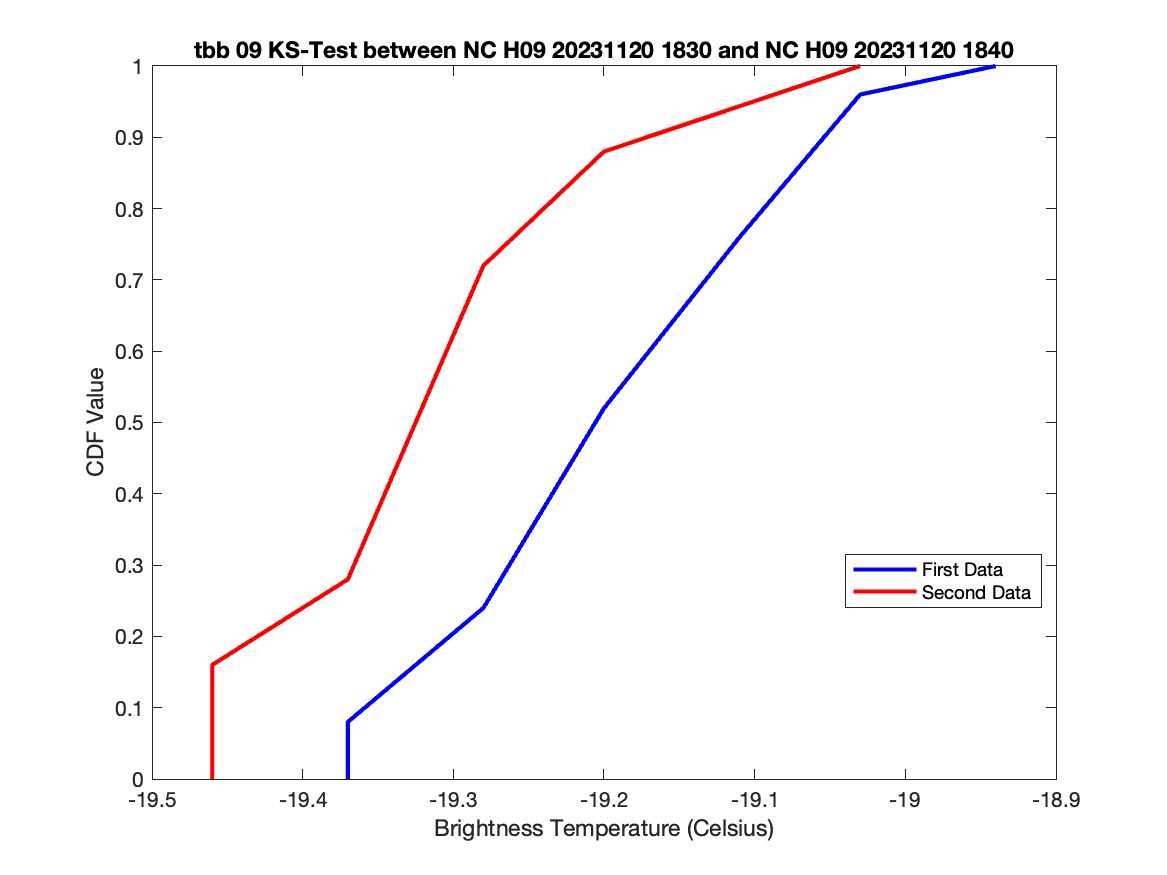 tbb 09 KS-Test between NC H09 20231120 1830 and NC H09 20231120 1840
1
0.9
0.8
0.7
0.6
0.5
0.4
0.3
0.2
0.1
0
CDF Value
First Data
Second Data
-19.5 -19.4 -19.3 -19.2 -19.1 -19 -18.9
Brightness Temperature (Celsius)